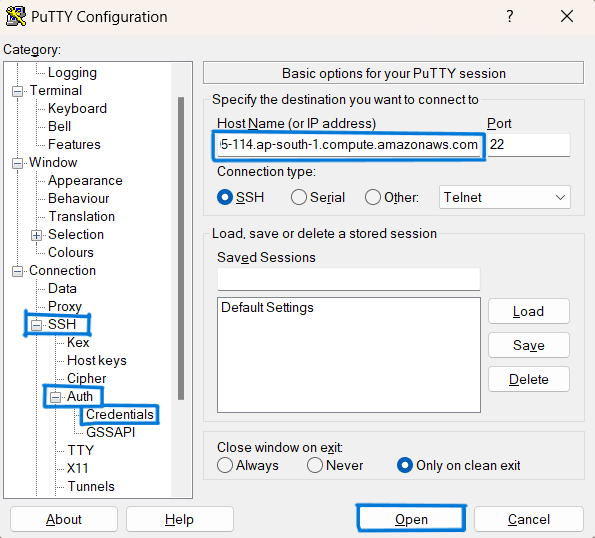 PuTTY Configuration
?
Category:
Logging
Terminal
Keyboard
Bell
Features
Window
Appearance
Behaviour
Translation
Selection
Colours
Connection
Data
Proxy
SSH
Kex
Host keys
Cipher
Auth
Credentials
GSSAPI
TTY
X11
Tunnels
Basic options for your PuTTY session
Specify the destination you want to connect to
Host Name (or IP address) Port
5-114.ap-south-1.compute.amazonaws.com 22
Connection type:
SSH Serial Other: Telnet
Load, save or delete a stored session
Saved Sessions
Default Settings
Load
Save
Delete
Close window on exit:
Always Never Only on clean exit
About Help Open Cancel